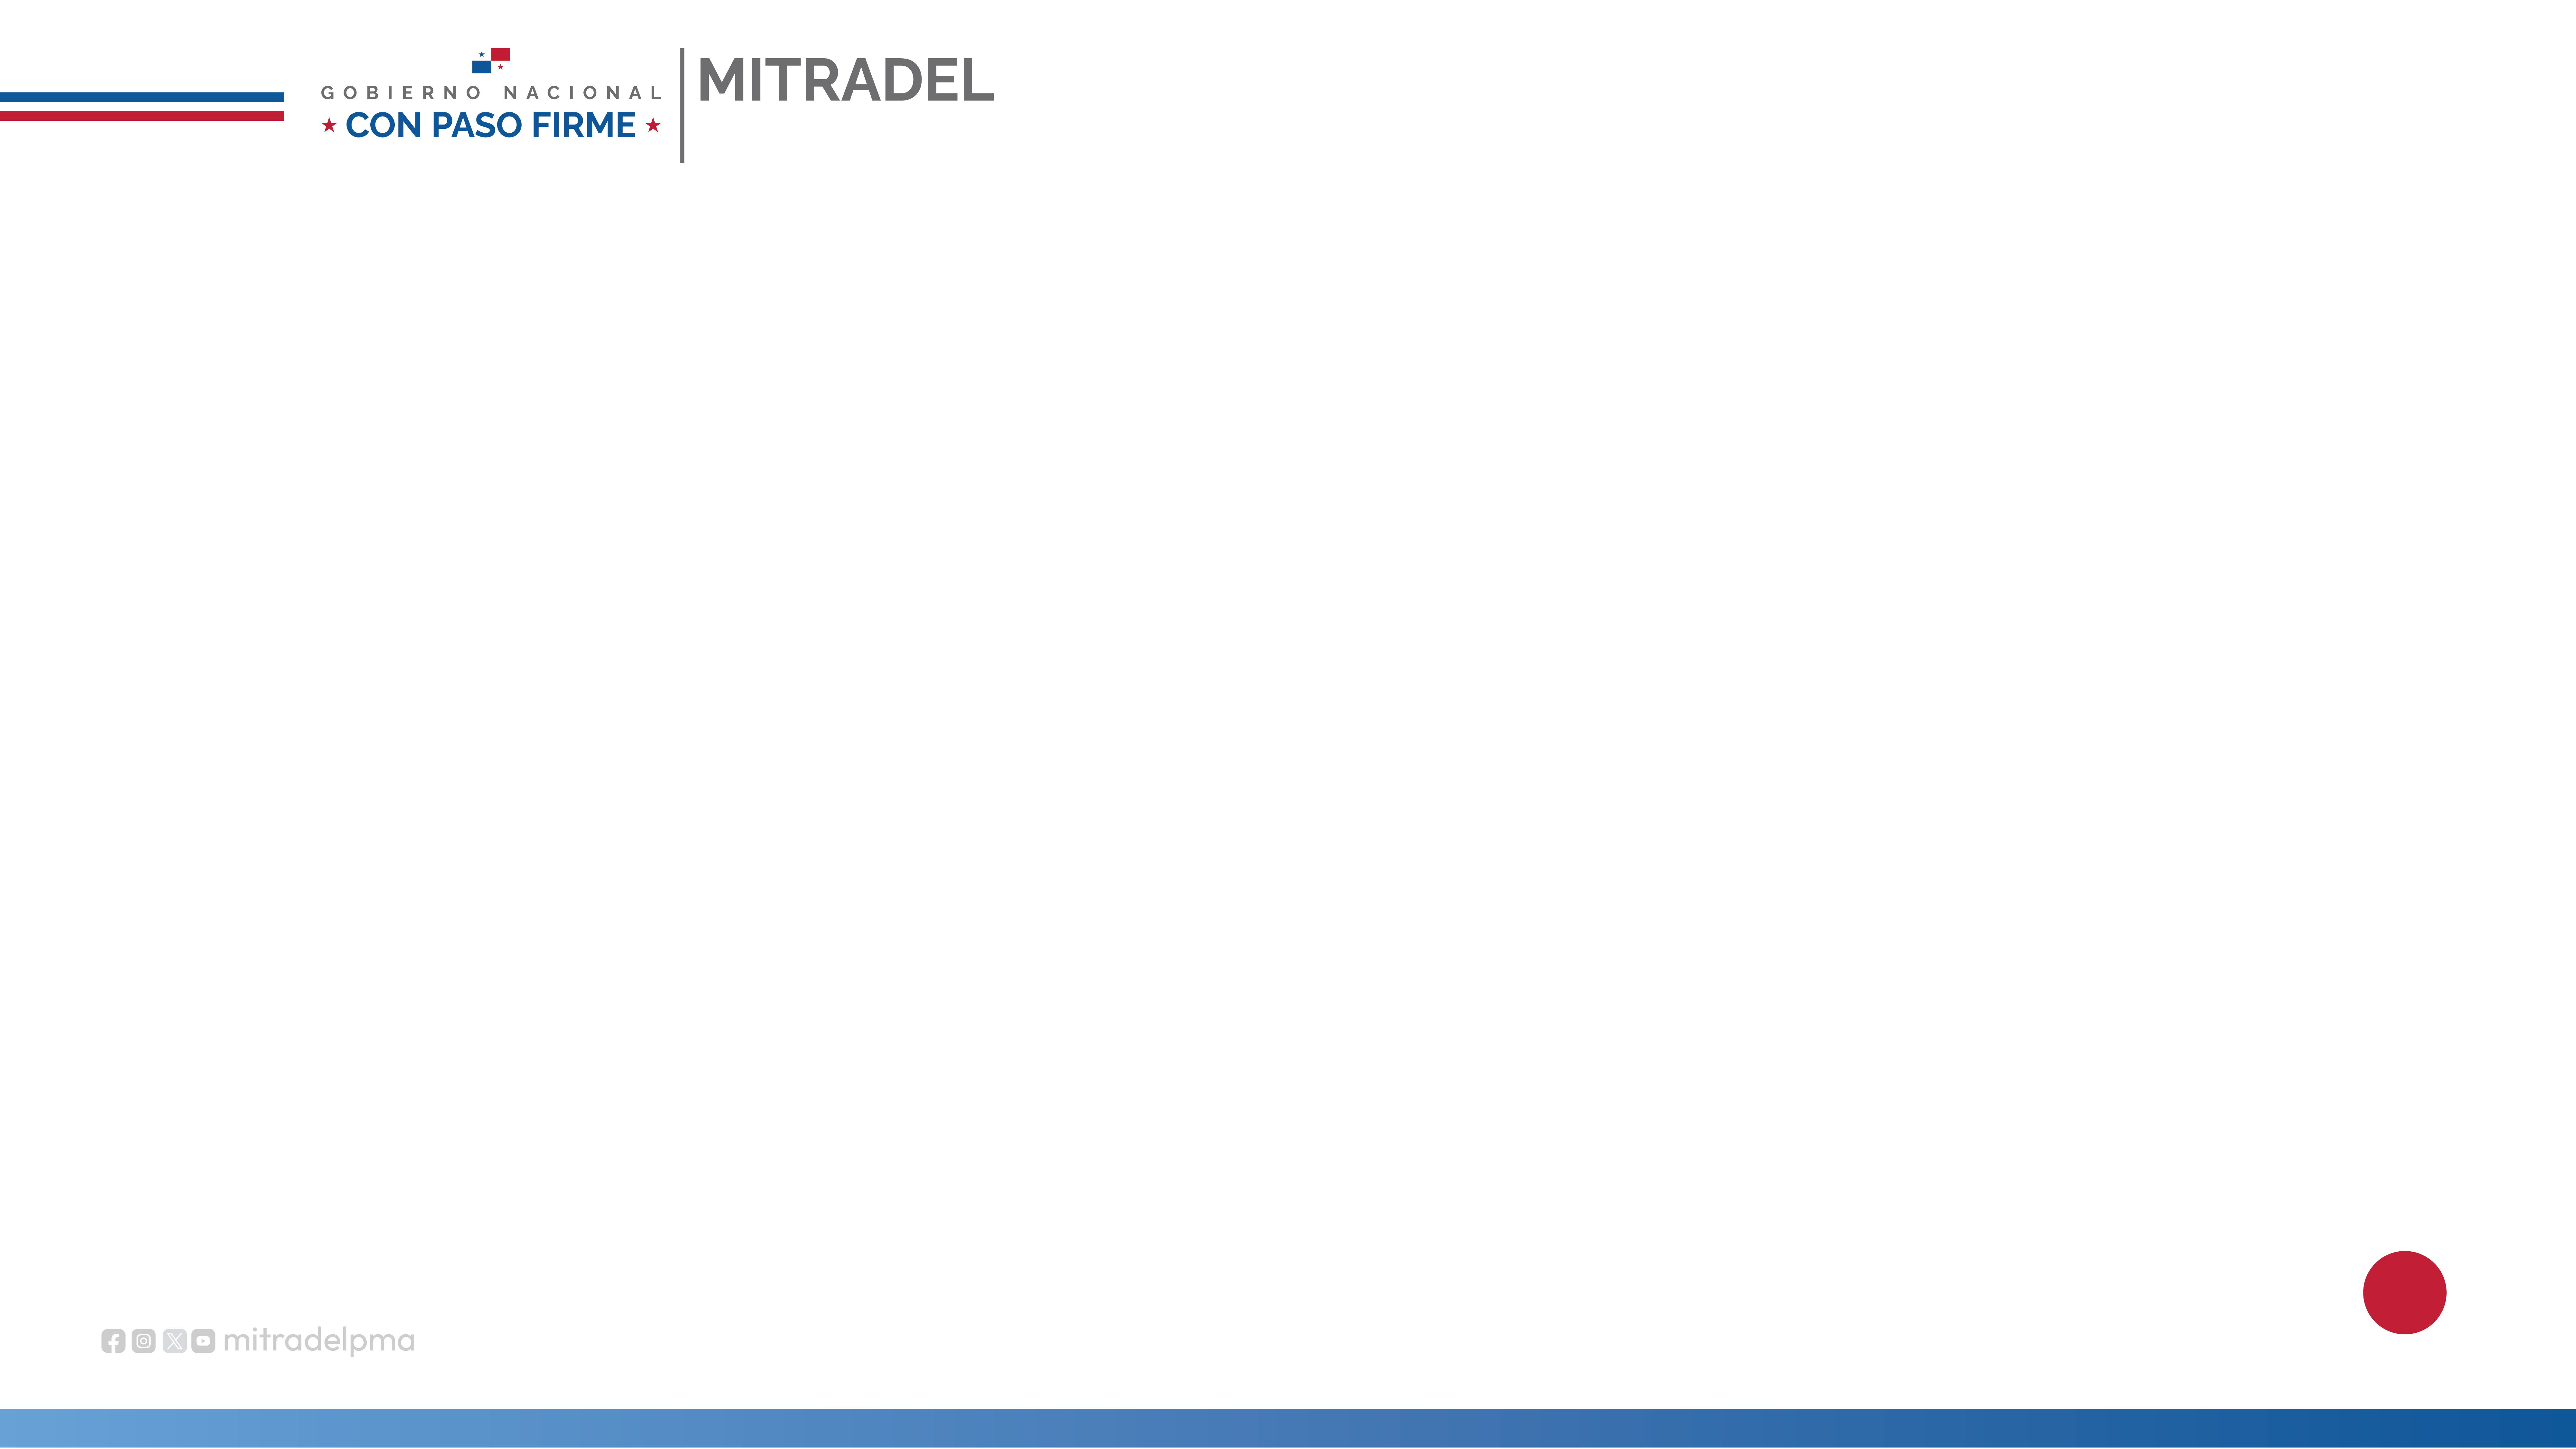 GOBIERNO NACIONAL
CON PASO FIRME
MITRADEL
mitradelpma